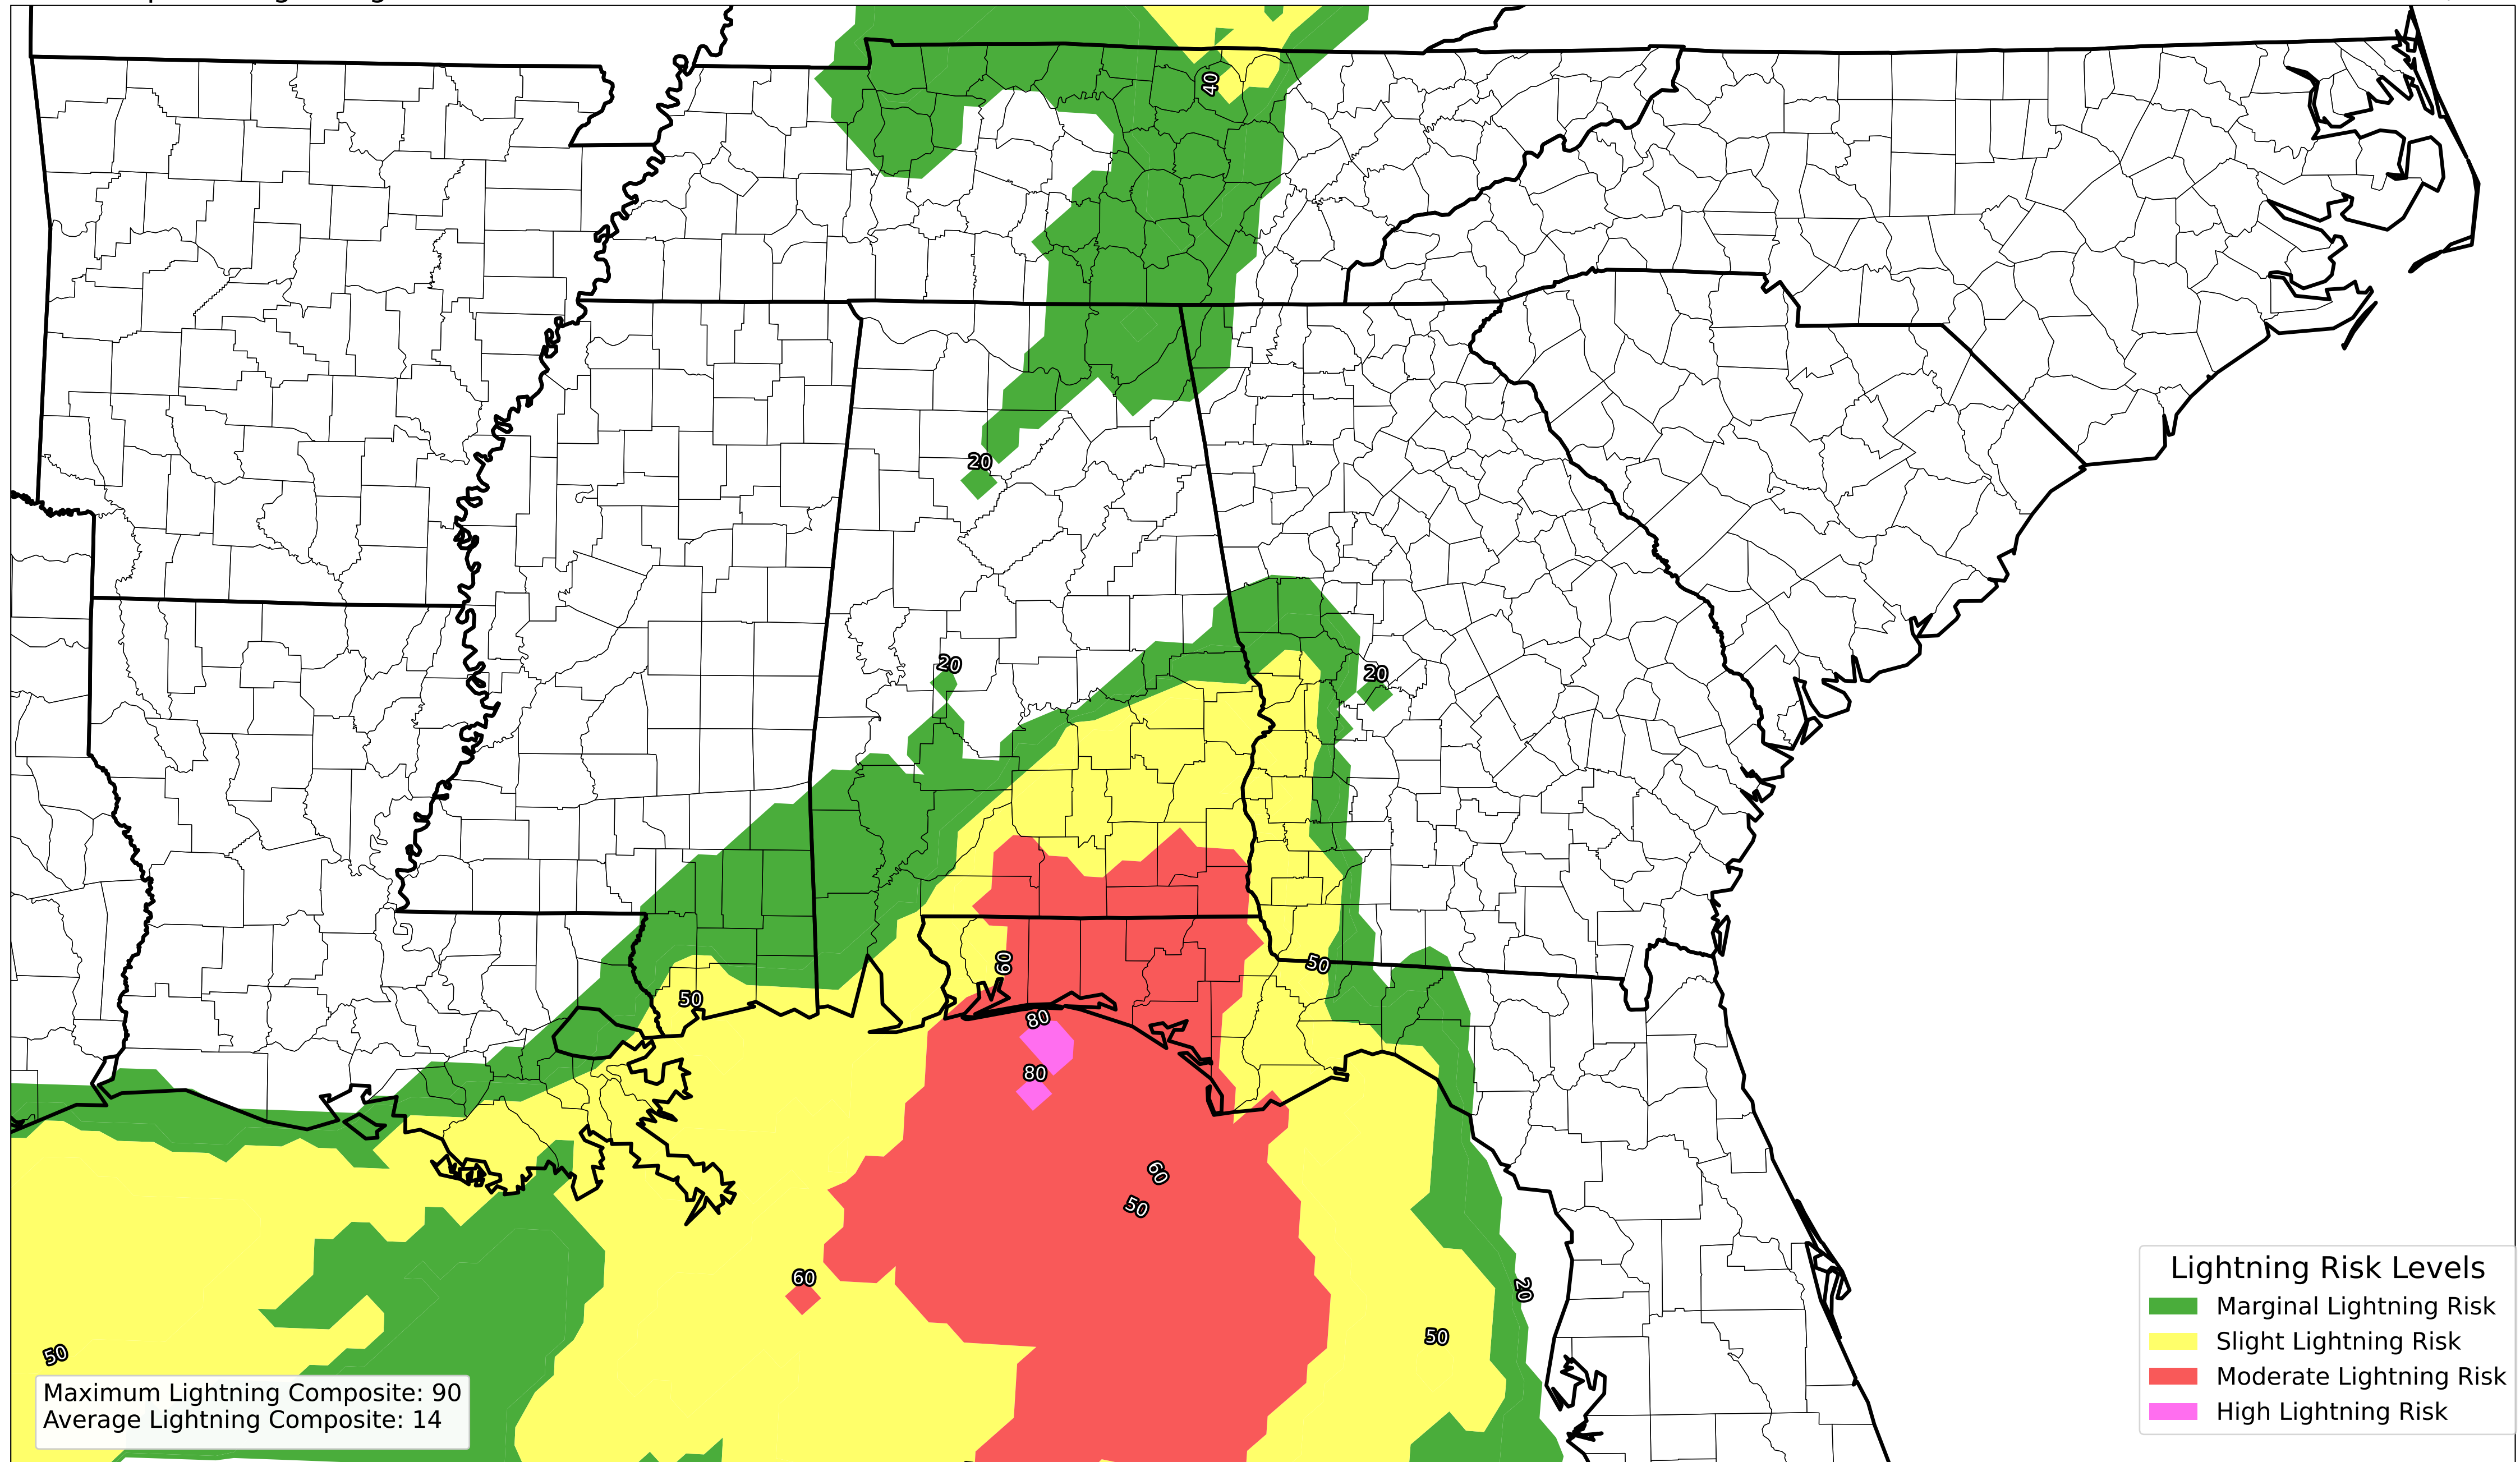 40
20
20
20
60
50
50
80
80
60
50
60
20
50
50
Maximum Lightning Composite: 90
Average Lightning Composite: 14
Lightning Risk Levels
Marginal Lightning Risk
Slight Lightning Risk
Moderate Lightning Risk
High Lightning Risk